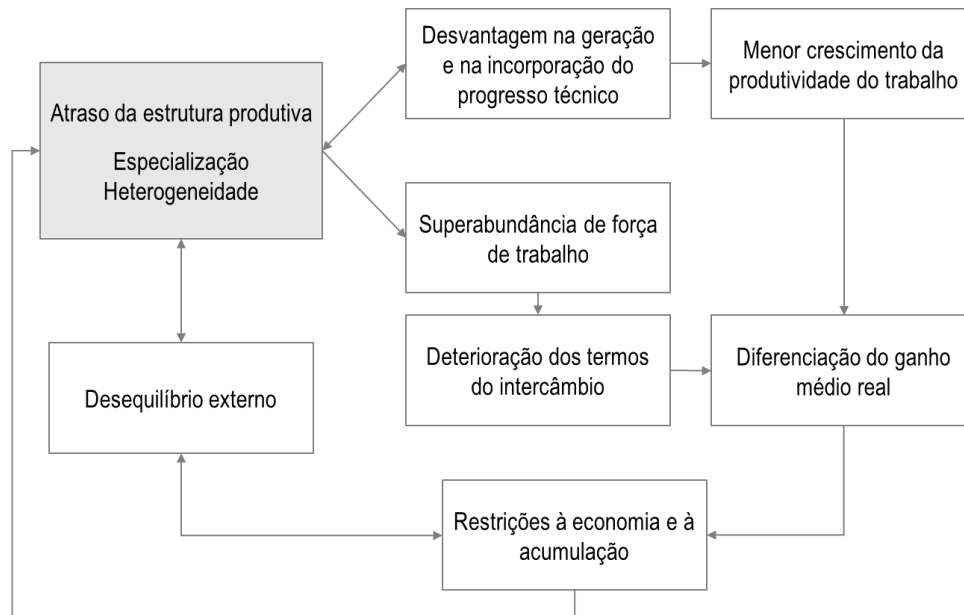 Desvantagem na geração
e na incorporação do
progresso técnico
Menor crescimento da
produtividade do trabalho
Atraso da estrutura produtiva
Especialização
Heterogeneidade
Superabundância de força
de trabalho
Deterioração dos termos
do intercâmbio
Diferenciação do ganho
médio real
Desequilíbrio externo
Restrições à economia e à
acumulação